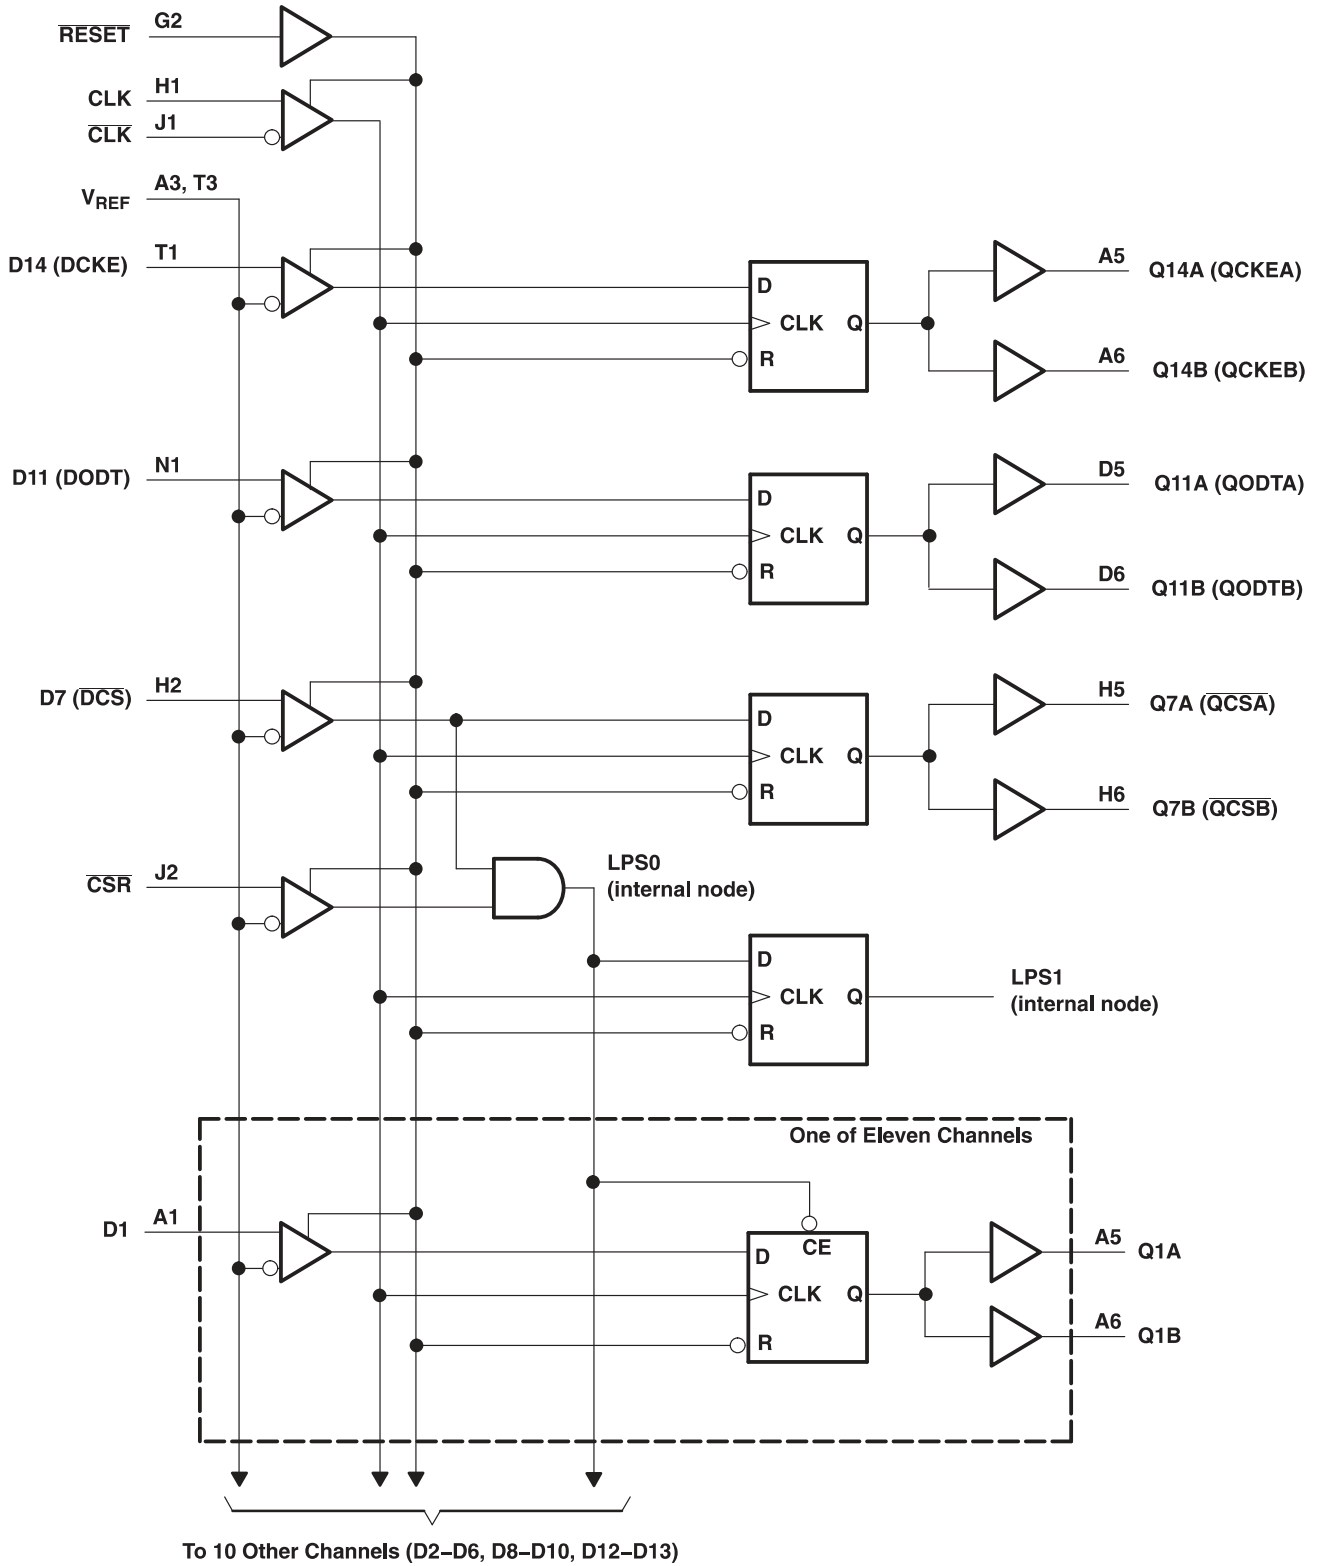 RESET G2
CLK H1
CLK J1
VREF A3, T3
D14 (DCKE) T1
D
CLK Q
R
A5 Q14A (QCKEA)
A6 Q14B (QCKEB)
D11 (DODT) N1
D
CLK Q
R
D5 Q11A (QODTA)
D6 Q11B (QODTB)
D7 (DCS) H2
D
CLK Q
R
H5 Q7A (QCSA)
H6 Q7B (QCSB)
CSR J2
LPS0
(internal node)
D
CLK Q
R
LPS1
(internal node)
One of Eleven Channels
D1 A1
CE
D
CLK Q
R
A5 Q1A
A6 Q1B
To 10 Other Channels (D2–D6, D8–D10, D12–D13)